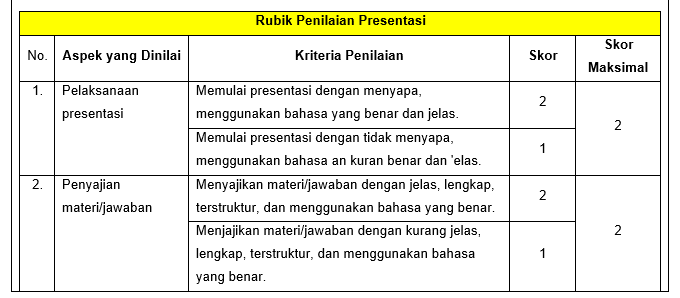 Rubik Penilaian Presentasi
No. Aspek yang Dinilai Kriteria Penilaian Skor Skor Maksimal
1. Pelaksanaan presentasi
Memulai presentasi dengan menyapa,
menggunakan bahasa yang benar dan jelas.
2
Memulai presentasi dengan tidak menyapa,
menggunakan bahasa an kuran benar dan 'elas.
1
2
2. Penyajian materi/jawaban
Menyajikan materi/jawaban dengan jelas, lengkap,
terstruktur, dan menggunakan bahasa yang benar.
2
Menjajikan materi/jawaban dengan kurang jelas,
lengkap, terstruktur, dan menggunakan bahasa
yang benar.
1
2